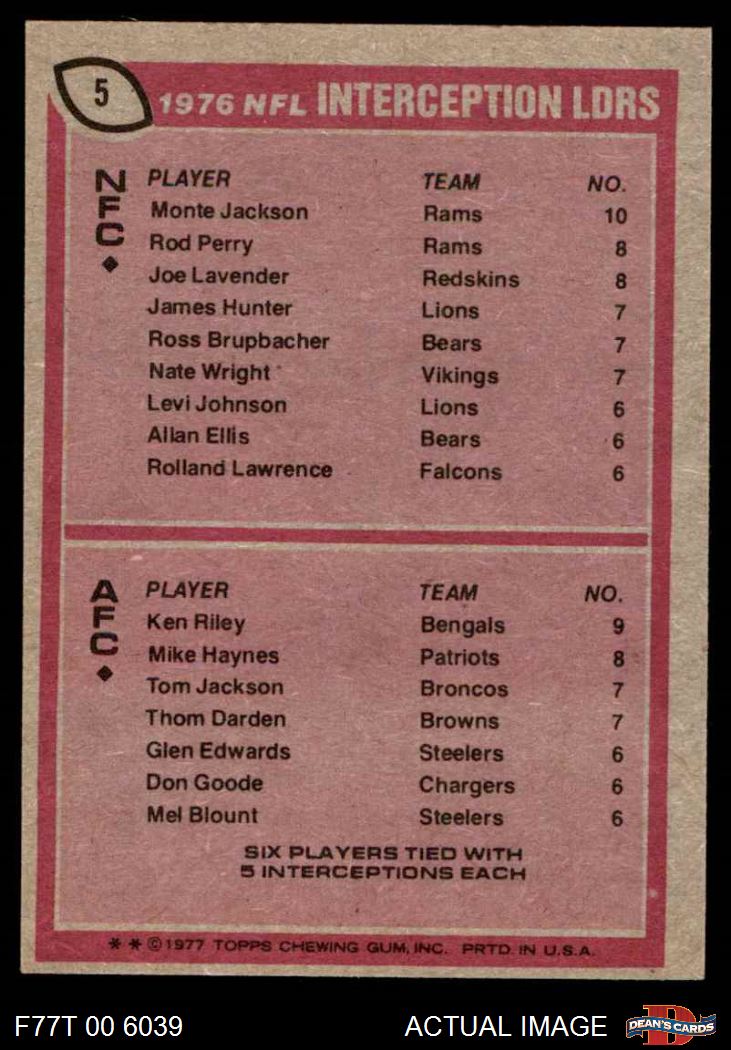 5
1976 NFL INTERCEPTION LDRS
NFC
PLAYER TEAM NO.
Monte Jackson Rams 10
Rod Perry Rams 8
Joe Lavender Redskins 8
James Hunter Lions 7
Ross Brupbacher Bears 7
Nate Wright Vikings 7
Levi Johnson Lions 6
Allan Ellis Bears 6
Rolland Lawrence Falcons 6
AFC
PLAYER TEAM NO.
Ken Riley Bengals 9
Mike Haynes Patriots 8
Tom Jackson Broncos 7
Thom Darden Browns 7
Glen Edwards Steelers 6
Don Goode Chargers 6
Mel Blount Steelers 6
SIX PLAYERS TIED WITH
5 INTERCEPTIONS EACH
* * © 1977 TOPPS CHEWING GUM, INC. PRTD. IN U.S.A.
F77T 00 6039 ACTUAL IMAGE D DEAN'S CARDS